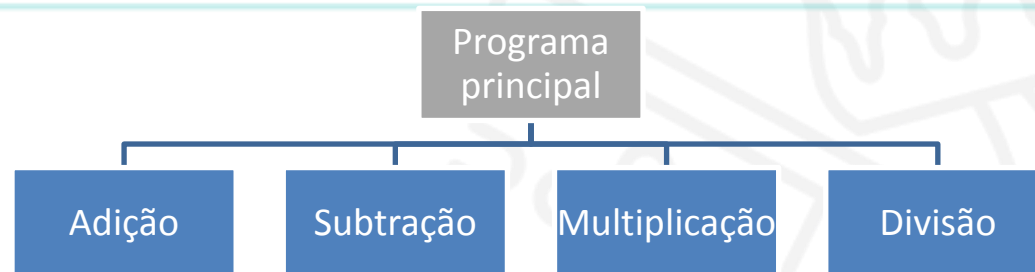 Programa
principal
Adição
Subtração
Multiplicação
Divisão